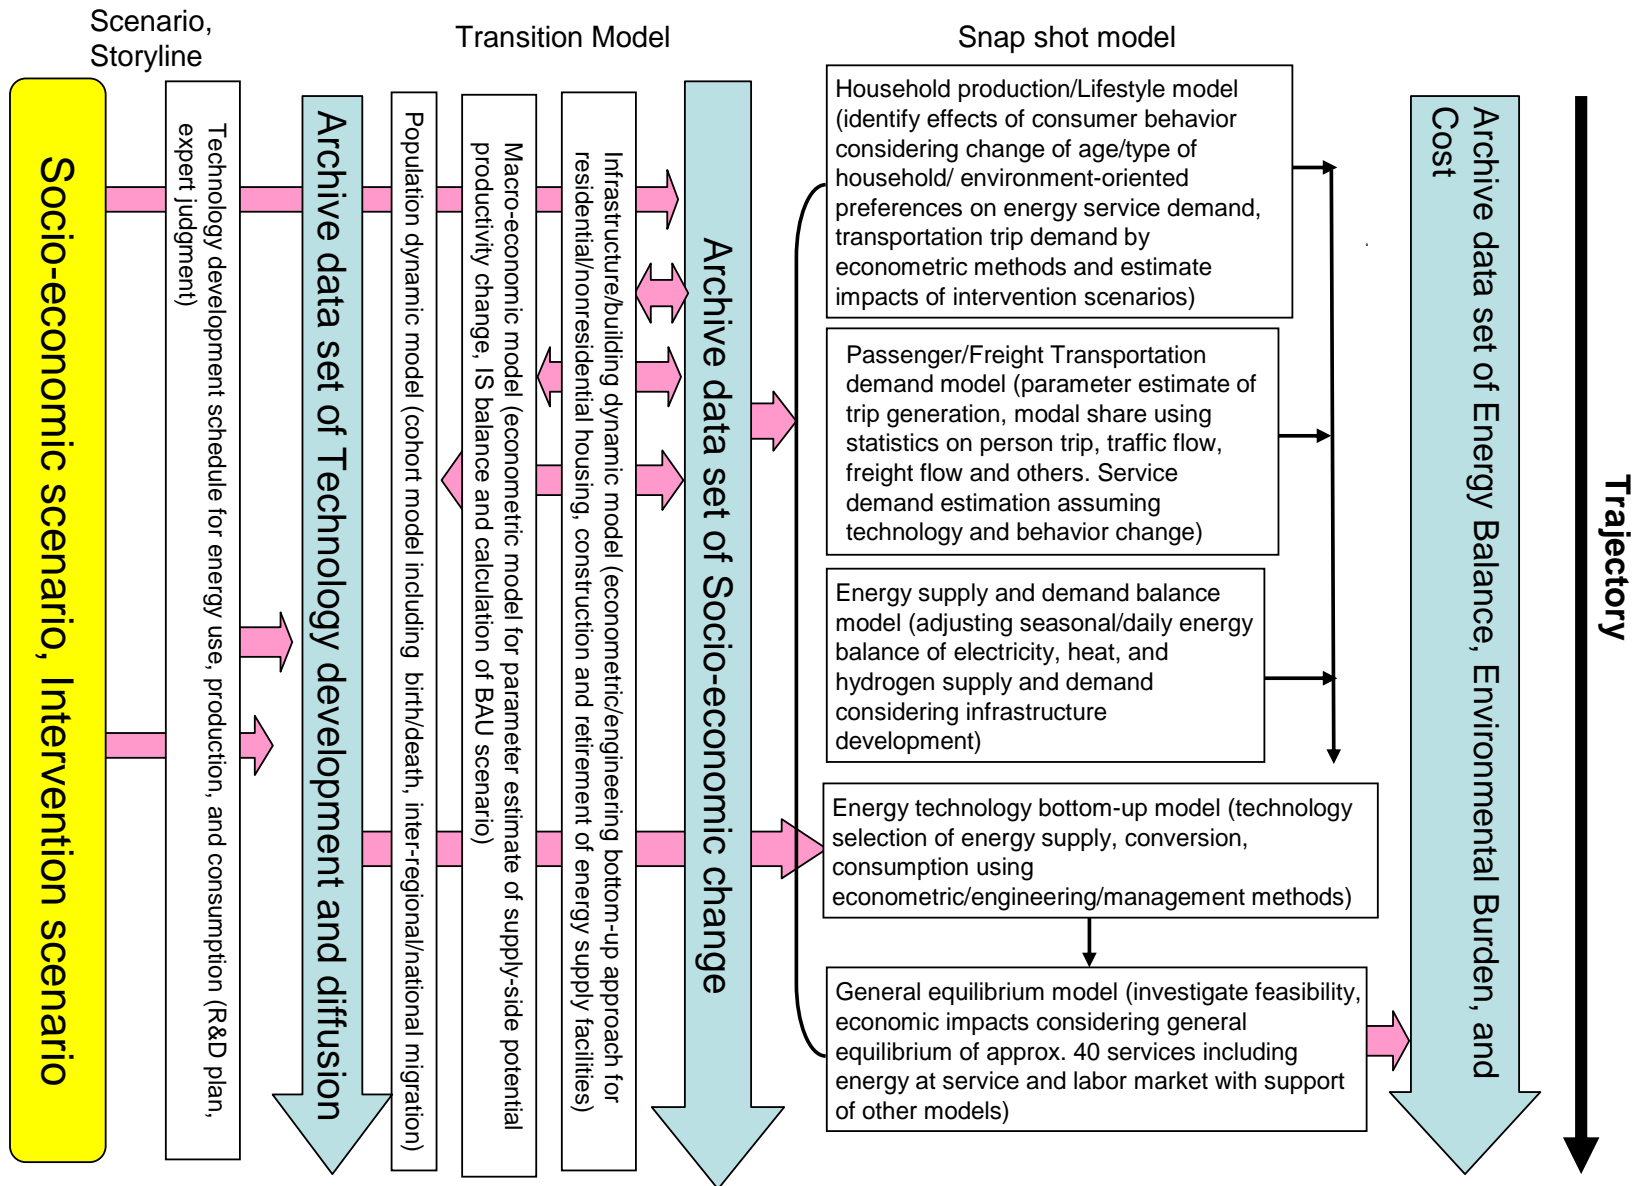 Scenario,
Storyline
Transition Model
Snap shot model
Socio-economic scenario, Intervention scenario
Technology development schedule for energy use, production, and consumption (R&D plan,
expert judgment)
Archive data set of Technology development and diffusion
Population dynamic model (cohort model including birth/death, inter-regional/national migration)
Macro-economic model (econometric model for parameter estimate of supply-side potential
productivity change, IS balance and calculation of BAU scenario)
Infrastructure/building dynamic model (econometric/engineering bottom-up approach for
residential/nonresidential housing, construction and retirement of energy supply facilities)
Archive data set of Socio-economic change
Household production/Lifestyle model
(identify effects of consumer behavior
considering change of age/type of
household/ environment-oriented
preferences on energy service demand,
transportation trip demand by
econometric methods and estimate
impacts of intervention scenarios)
Passenger/Freight Transportation
demand model (parameter estimate of
trip generation, modal share using
statistics on person trip, traffic flow,
freight flow and others. Service
demand estimation assuming
technology and behavior change)
Energy supply and demand balance
model (adjusting seasonal/daily energy
balance of electricity, heat, and
hydrogen supply and demand
considering infrastructure
development)
Energy technology bottom-up model (technology
selection of energy supply, conversion,
consumption using
econometric/engineering/management methods)
General equilibrium model (investigate feasibility,
economic impacts considering general
equilibrium of approx. 40 services including
energy at service and labor market with support
of other models)
Archive data set of Energy Balance, Environmental Burden, and
Cost
Trajectory